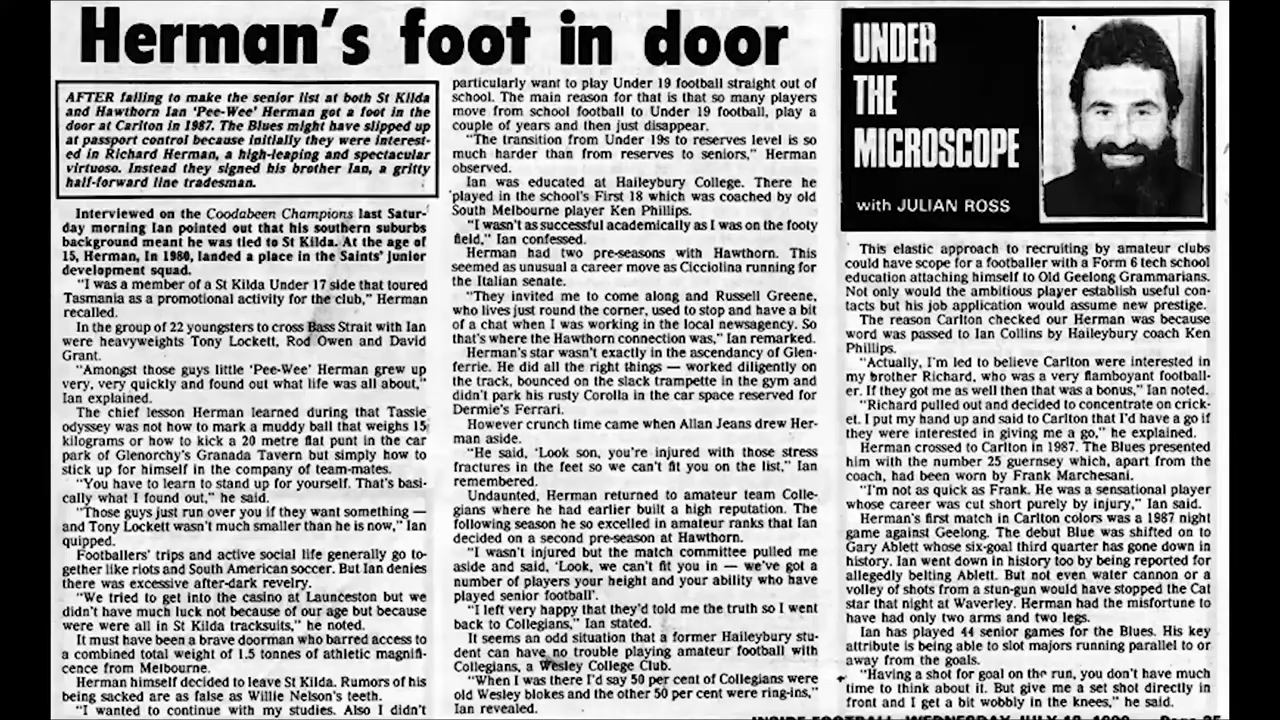 Herman's foot in door
AFTER failing to make the senior list at both St Kilda
and Hawthorn Ian 'Pee-Wee' Herman got a foot in the
door at Carlton in 1987. The Blues might have slipped up
at passport control because initially they were interest-
ed in Richard Herman, a high-leaping and spectacular
virtuoso. Instead they signed his brother Ian, a gritty
half-forward line tradesman.
Interviewed on the Coodabeen Champions last Satur-
day morning Ian pointed out that his southern suburbs
background meant he was tied to St Kilda. At the age of
15, Herman, in 1980, landed a place in the Saints' junior
development squad.
"I was a member of a St Kilda Under 17 side that toured
Tasmania as a promotional activity for the club," Herman
recalled.
In the group of 22 youngsters to cross Bass Strait with Ian
were heavyweights Tony Lockett, Rod Owen and David
Grant.
"Amongst those guys little 'Pee-Wee' Herman grew up
very, very quickly and found out what life was all about,"
Ian explained.
The chief lesson Herman learned during that Tassie
odyssey was not how to mark a muddy ball that weighs 15
kilograms or how to kick a 20 metre flat punt in the car
park of Glenorchy's Granada Tavern but simply how to
stick up for himself in the company of team-mates.
"You have to learn to stand up for yourself. That's basi-
cally what I found out," he said.
"Those guys just run over you if they want something —
and Tony Lockett wasn't much smaller than he is now," Ian
quipped.
Footballers' trips and active social life generally go to-
gether like riots and South American soccer. But Ian denies
there was excessive after-dark revelry.
"We tried to get into the casino at Launceston but we
didn't have much luck not because of our age but because
were were all in St Kilda tracksuits," he noted.
It must have been a brave doorman who barred access to
a combined total weight of 1.5 tonnes of athletic magnifi-
cence from Melbourne.
Herman himself decided to leave St Kilda. Rumors of his
being sacked are as false as Willie Nelson's teeth.
"I wanted to continue with my studies. Also I didn't
particularly want to play Under 19 football straight out of
school. The main reason for that is that so many players
move from school football to Under 19 football, play a
couple of years and then just disappear.
"The transition from Under 19s to reserves level is so
much harder than from reserves to seniors," Herman
observed.
Ian was educated at Haileybury College. There he
played in the school's First 18 which was coached by old
South Melbourne player Ken Phillips.
"I wasn't as successful academically as I was on the footy
field," Ian confessed.
Herman had two pre-seasons with Hawthorn. This
seemed as unusual a career move as Cicciolina running for
the Italian senate.
"They invited me to come along and Russell Greene,
who lives just round the corner, used to stop and have a bit
of a chat when I was working in the local newsagency. So
that's where the Hawthorn connection was," Ian remarked.
Herman's star wasn't exactly in the ascendancy of Glen-
ferrie. He did all the right things — worked diligently on
the track, bounced on the slack trampette in the gym and
didn't park his rusty Corolla in the car space reserved for
Dermie's Ferrari.
However crunch time came when Allan Jeans drew Her-
man aside.
"He said, 'Look son, you're injured with those stress
fractures in the feet so we can't fit you on the list," Ian
remembered.
Undaunted, Herman returned to amateur team Colle-
gians where he had earlier built a high reputation. The
following season he so excelled in amateur ranks that Ian
decided on a second pre-season at Hawthorn.
"I wasn't injured but the match committee pulled me
aside and said, 'Look, we can't fit you in — we've got a
number of players your height and your ability who have
played senior football'.
"I left very happy that they'd told me the truth so I went
back to Collegians," Ian stated.
It seems an odd situation that a former Haileybury stu-
dent can have no trouble playing amateur football with
Collegians, a Wesley College Club.
"When I was there I'd say 50 per cent of Collegians were
old Wesley blokes and the other 50 per cent were ring-ins,"
Ian revealed.
UNDER
THE
MICROSCOPE
with JULIAN ROSS
This elastic approach to recruiting by amateur clubs
could have scope for a footballer with a Form 6 tech school
education attaching himself to Old Geelong Grammarians.
Not only would the ambitious player establish useful con-
tacts but his job application would assume new prestige.
The reason Carlton checked our Herman was because
word was passed to Ian Collins by Haileybury coach Ken
Phillips.
"Actually, I'm led to believe Carlton were interested in
my brother Richard, who was a very flamboyant football-
er. If they got me as well then that was a bonus," Ian noted.
"Richard pulled out and decided to concentrate on crick-
et. I put my hand up and said to Carlton that I'd have a go if
they were interested in giving me a go," he explained.
Herman crossed to Carlton in 1987. The Blues presented
him with the number 25 guernsey which, apart from the
coach, had been worn by Frank Marchesani.
"I'm not as quick as Frank. He was a sensational player
whose career was cut short purely by injury," Ian said.
Herman's first match in Carlton colors was a 1987 night
game against Geelong. The debut Blue was shifted on to
Gary Ablett whose six-goal third quarter has gone down in
history. Ian went down in history too by being reported for
allegedly belting Ablett. But not even water cannon or a
volley of shots from a stun-gun would have stopped the Cat
star that night at Waverley. Herman had the misfortune to
have had only two arms and two legs.
Ian has played 44 senior games for the Blues. His key
attribute is being able to slot majors running parallel to or
away from the goals.
"Having a shot for goal on the run, you don't have much
time to think about it. But give me a set shot directly in
front and I get a bit wobbly in the knees," he said.
INSIDE FOOTBALL, WEDNESDAY, JULY